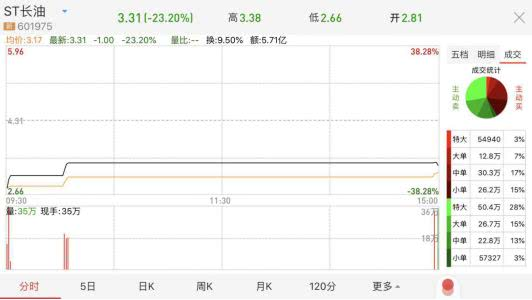 ST长油
601975
3.31(-23.20%) 高3.38 低2.66 开2.81
均价:3.17 最新:3.31 -1.00 -23.20% 量比:-- 换:9.50% 额:5.71亿
5.96 38.28%
4.31
2.66 -38.28%
09:30 11:30 15:00
量:35万 现手:35万 36万
18万
五档 明细 成交
成交统计
主动卖 主动买
特大 54940 3%
大单 12.8万 7%
中单 30.3万 17%
小单 26.2万 15%
特大 50.4万 28%
大单 26.7万 15%
中单 22.8万 13%
小单 57327 3%
分时 5日 日K 周K 月K 120分 更多